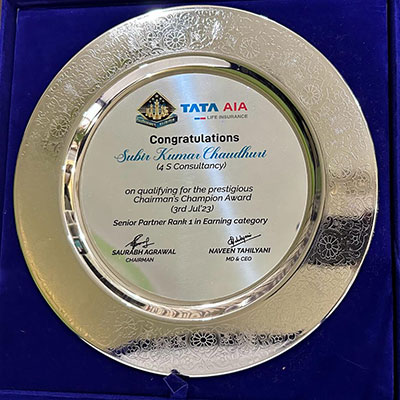 TATA AIA
LIFE INSURANCE
Congratulations
Subir Kumar Chaudhuri
(4 S Consultancy)
on qualifying for the prestigious
Chairman's Champion Award
(3rd Jul'23)
Senior Partner Rank 1 in Earning category
SAURABH AGRAWAL
CHAIRMAN
NAVEEN TAHILYANI
MD & CEO